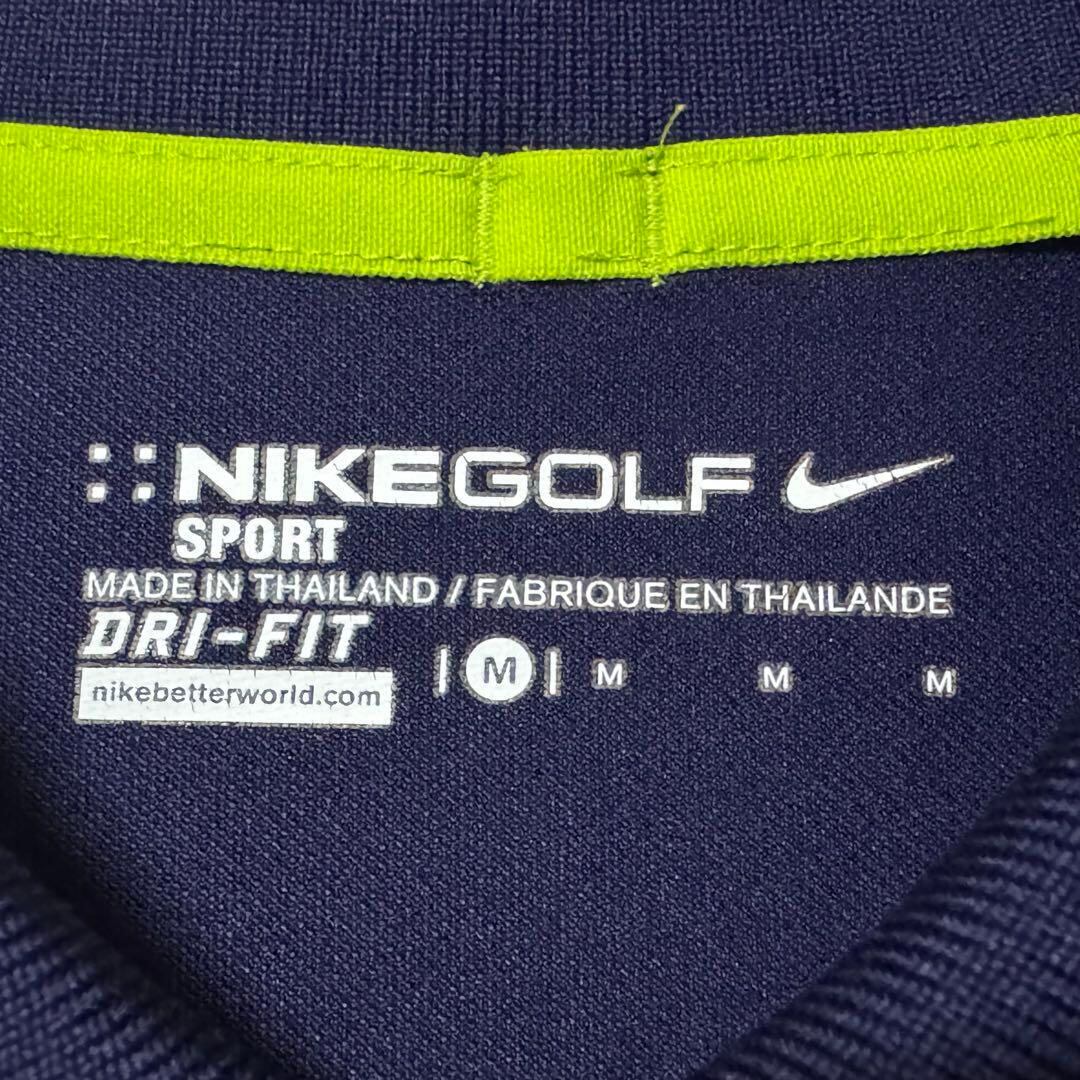 NIKEGOLF
SPORT
MADE IN THAILAND / FABRIQUE EN THAILANDE
DRI-FIT
| M | M M M
nikebetterworld.com